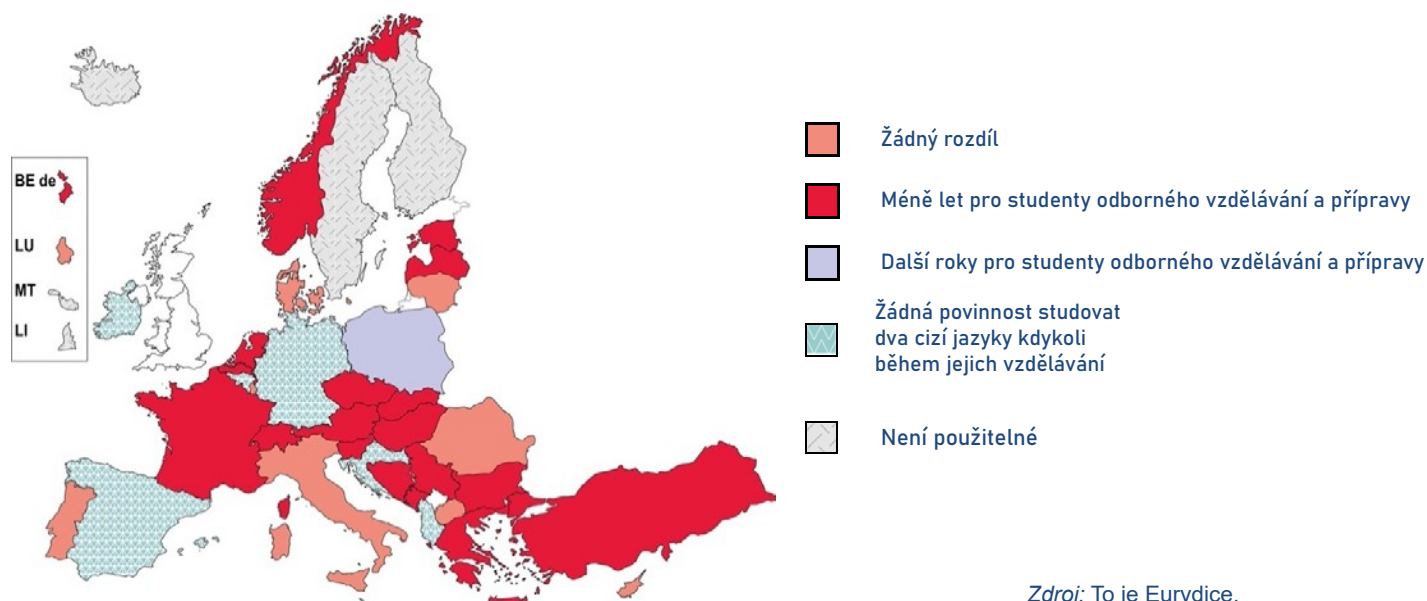 BE de
LU
MT
LI
Žádný rozdíl
Méně let pro studenty odborného vzdělávání a přípravy
Další roky pro studenty odborného vzdělávání a přípravy
Žádná povinnost studovat
dva cizí jazyky kdykoli
během jejich vzdělávání
Není použitelné
Zdroj: To je Eurydice.